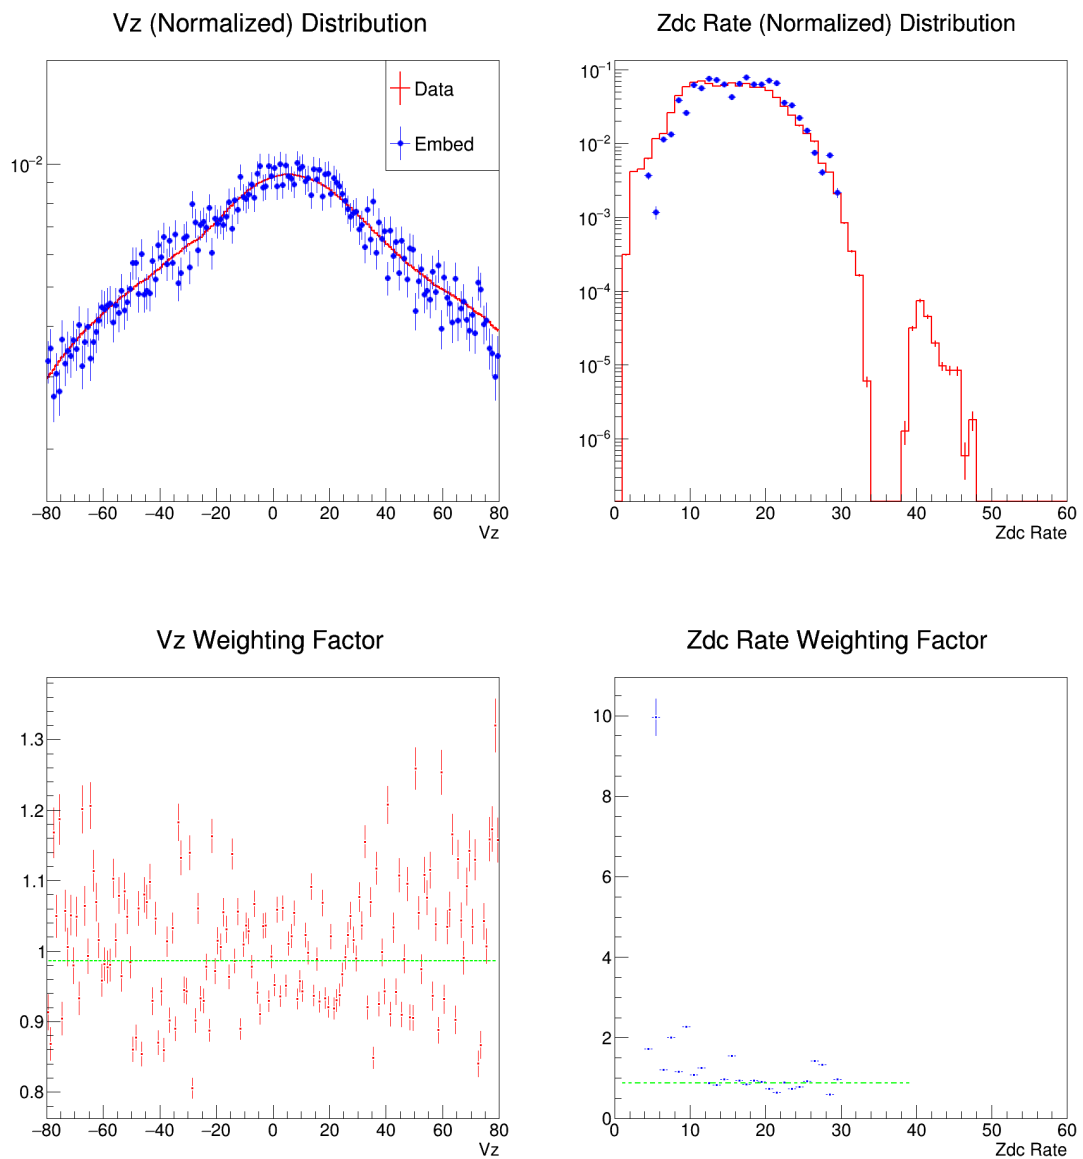 Vz (Normalized) Distribution
Data
Embed
10−2
−80 −60 −40 −20 0 20 40 60 80
Vz
Zdc Rate (Normalized) Distribution
10−1
10−2
10−3
10−4
10−5
10−6
0 10 20 30 40 50 60
Zdc Rate
Vz Weighting Factor
1.3
1.2
1.1
1
0.9
0.8
−80 −60 −40 −20 0 20 40 60 80
Vz
Zdc Rate Weighting Factor
10
8
6
4
2
0
0 10 20 30 40 50 60
Zdc Rate